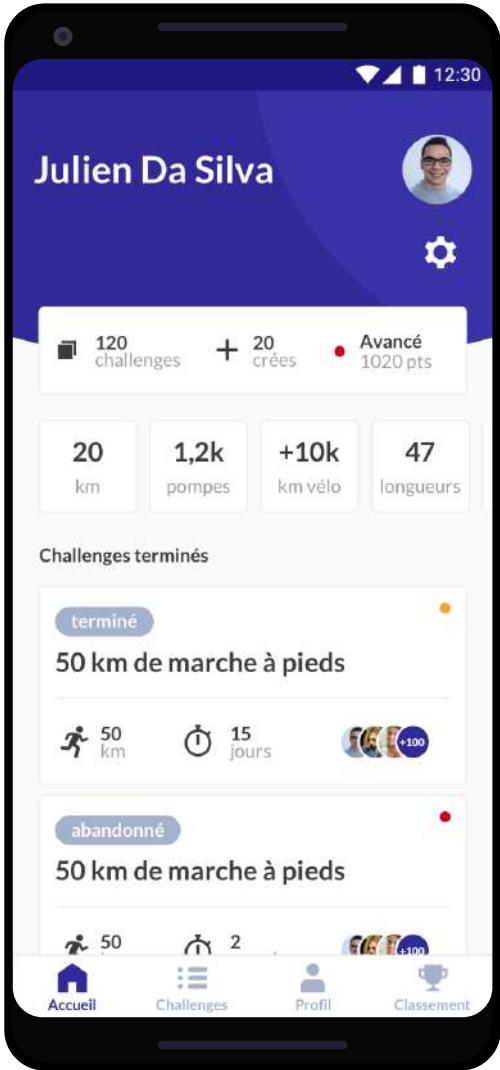 12:30
Julien Da Silva
120 challenges
20 crées
Avancé 1020 pts
20 km
1,2k pompes
+10k km vélo
47 longueurs
Challenges terminés
terminé
50 km de marche à pieds
50 km
15 jours
+100
abandonné
50 km de marche à pieds
50
2
+100
Accueil
Challenges
Profil
Classement